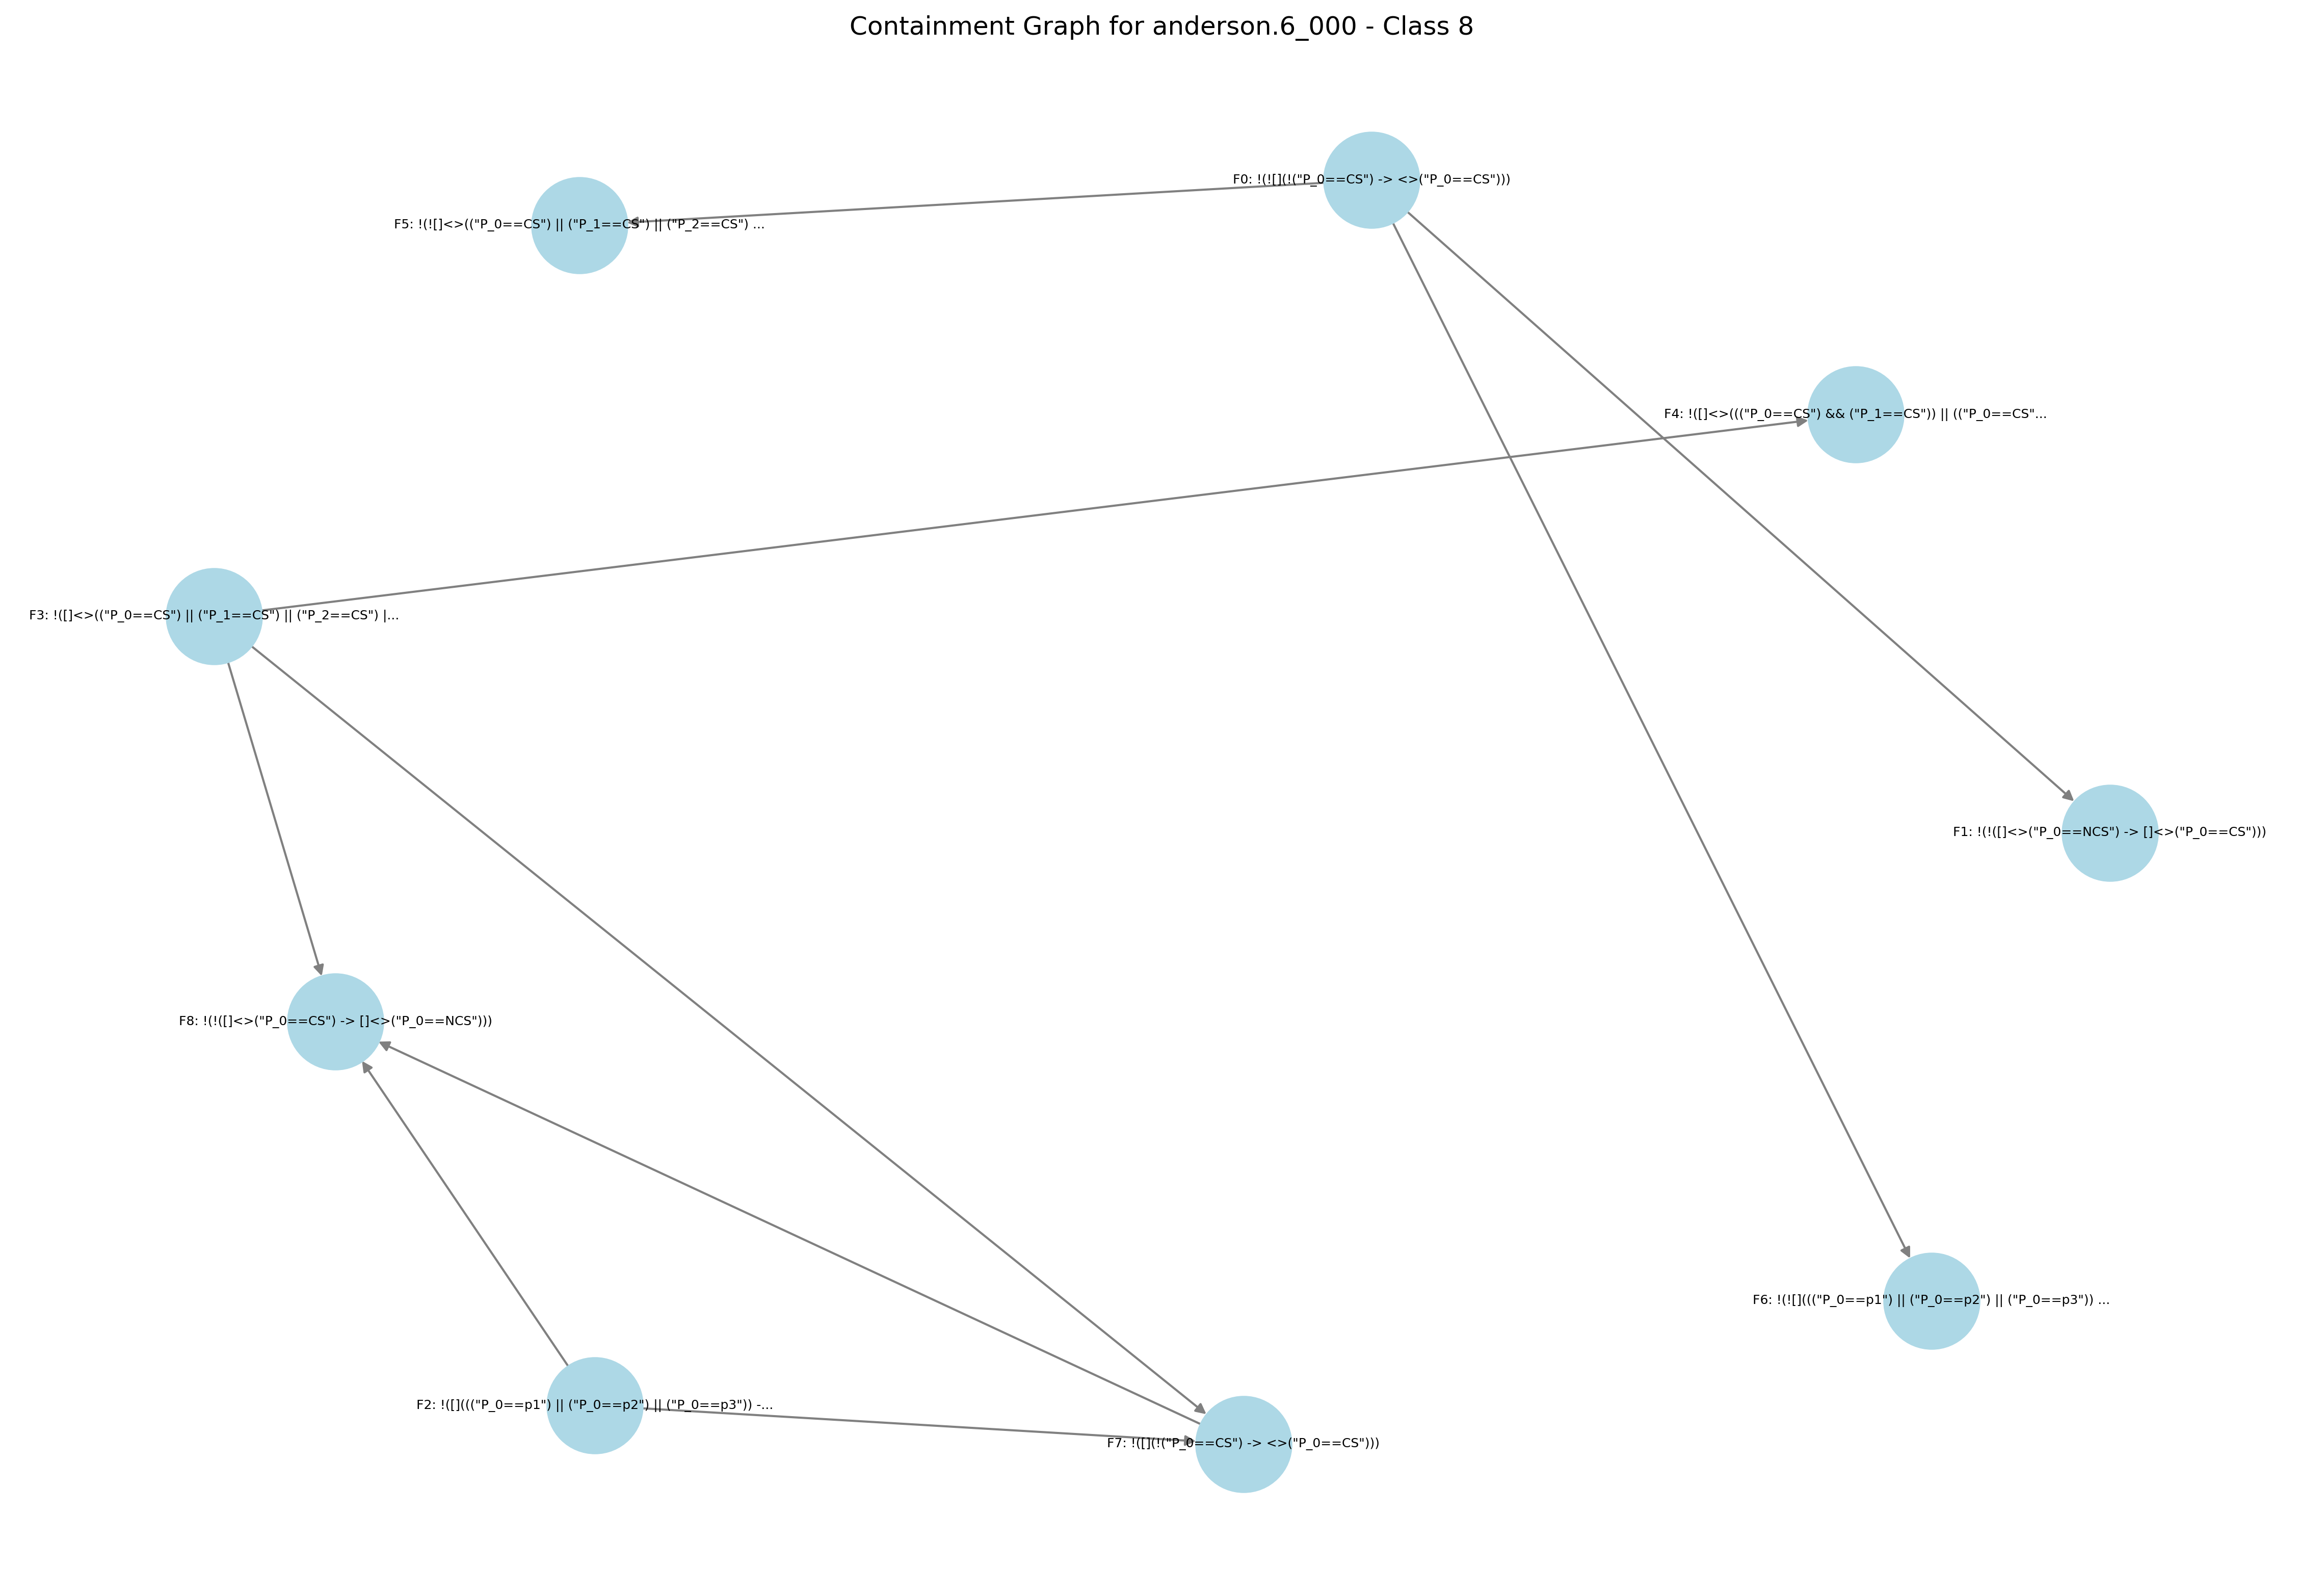 Containment Graph for anderson.6_000 - Class 8
F0: !(![](!("P_0==CS") -> <>("P_0==CS")))
F5: !(![]<>(("P_0==CS") || ("P_1==CS") || ("P_2==CS") ...
F4: !([]<>((("P_0==CS") && ("P_1==CS")) || (("P_0==CS"...
F3: !([]<>(("P_0==CS") || ("P_1==CS") || ("P_2==CS") |...
F1: !(!([]<>("P_0==NCS") -> []<>("P_0==CS")))
F8: !(!([]<>("P_0==CS") -> []<>("P_0==NCS")))
F6: !(![]((("P_0==p1") || ("P_0==p2") || ("P_0==p3")) ...
F2: !([]((("P_0==p1") || ("P_0==p2") || ("P_0==p3")) -...
F7: !([](!("P_0==CS") -> <>("P_0==CS")))